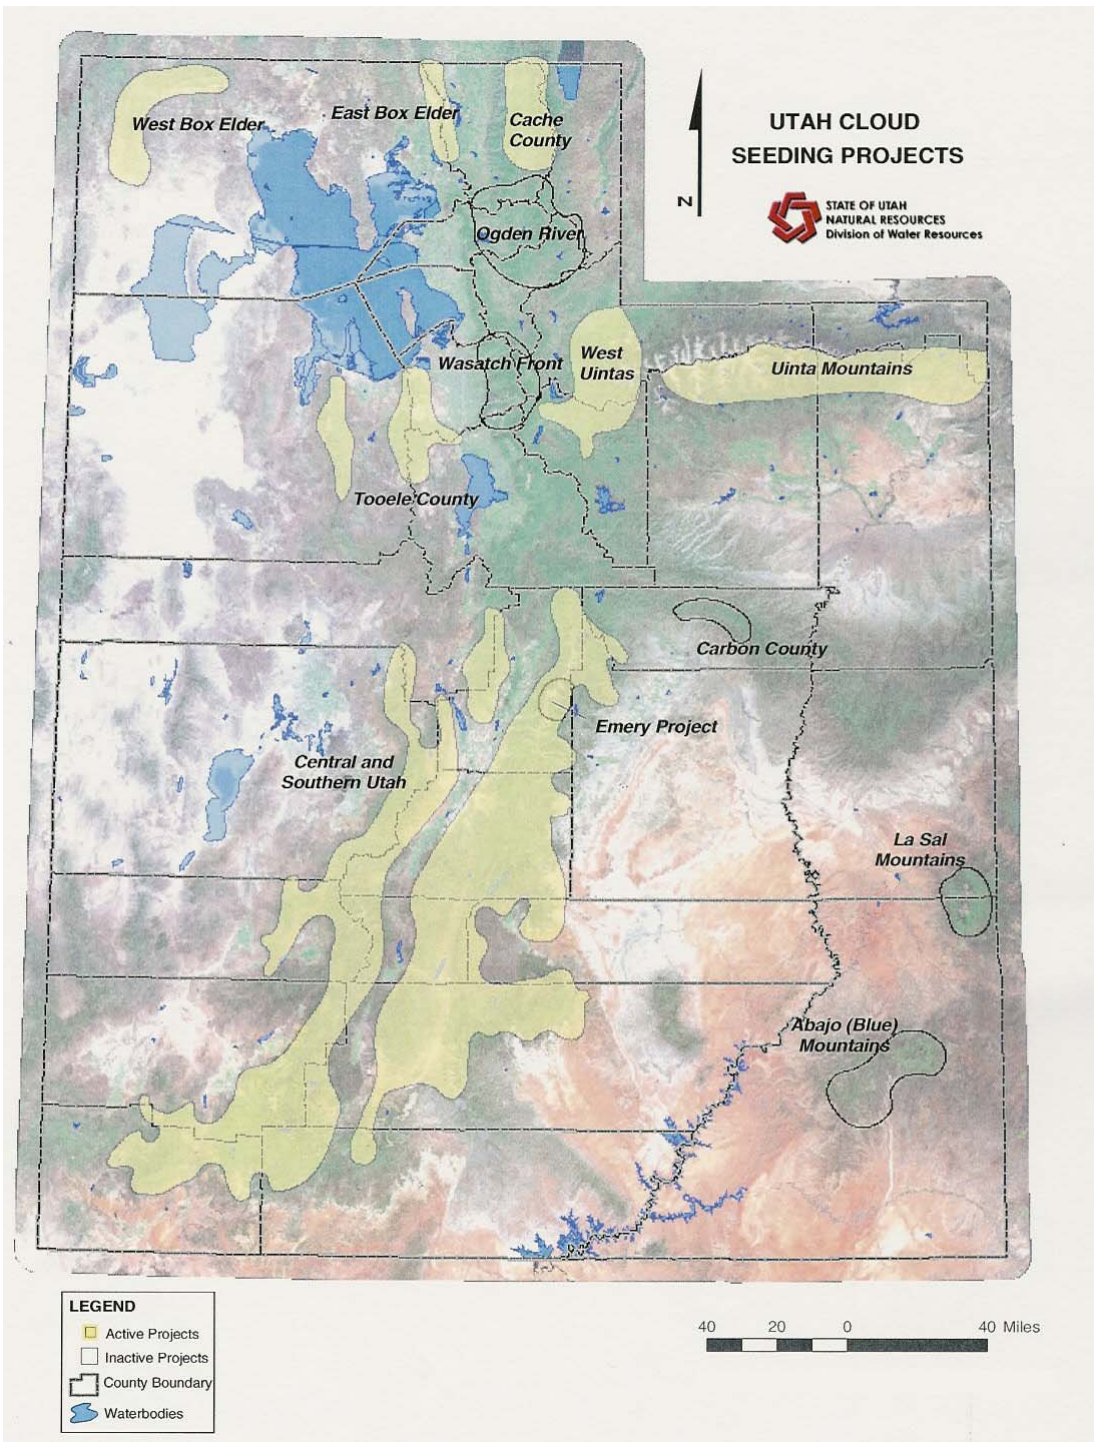 West Box Elder
East Box Elder
Cache
County
UTAH CLOUD
SEEDING PROJECTS
N
STATE OF UTAH
NATURAL RESOURCES
Division of Water Resources
Ogden River
Wasatch Front
West
Uintas
Uinta Mountains
Tooele County
Carbon County
Emery Project
Central and
Southern Utah
La Sal
Mountains
Abajo (Blue)
Mountains
LEGEND
Active Projects
Inactive Projects
County Boundary
Waterbodies
40 20 0 40 Miles